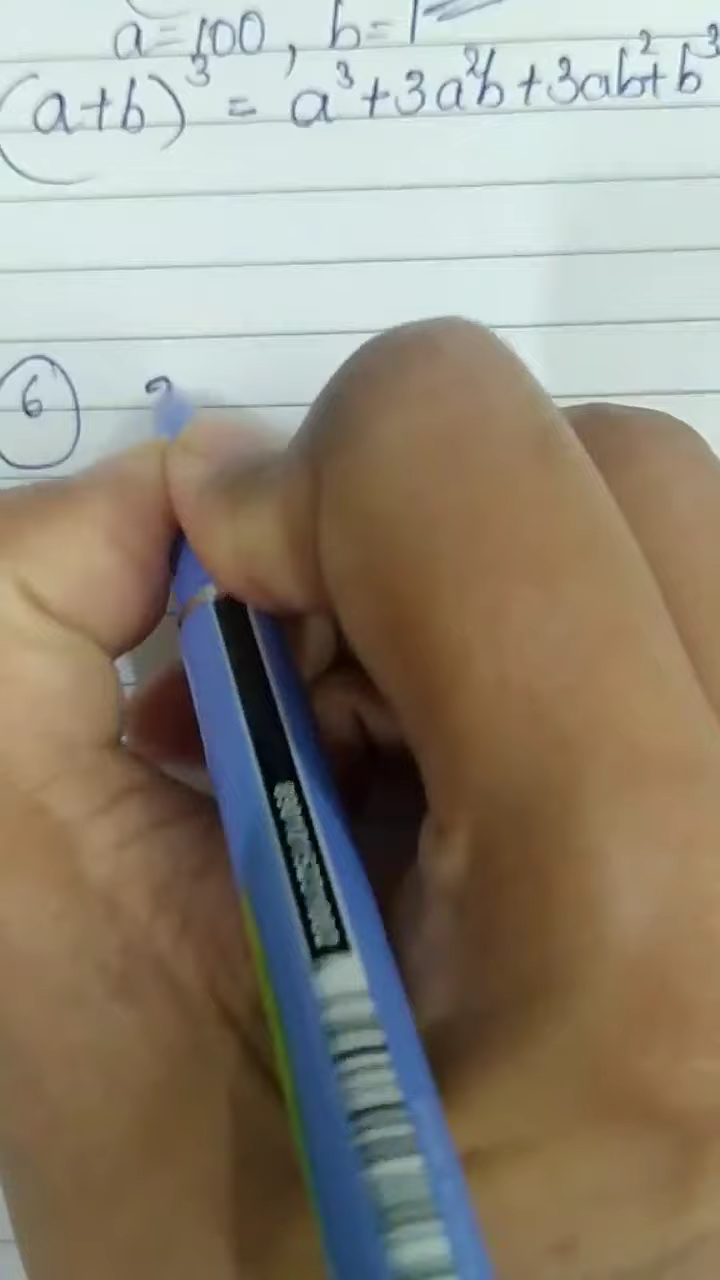 a=100, b=1
(a+b)³ = a³+3a²b+3ab²+b³
6